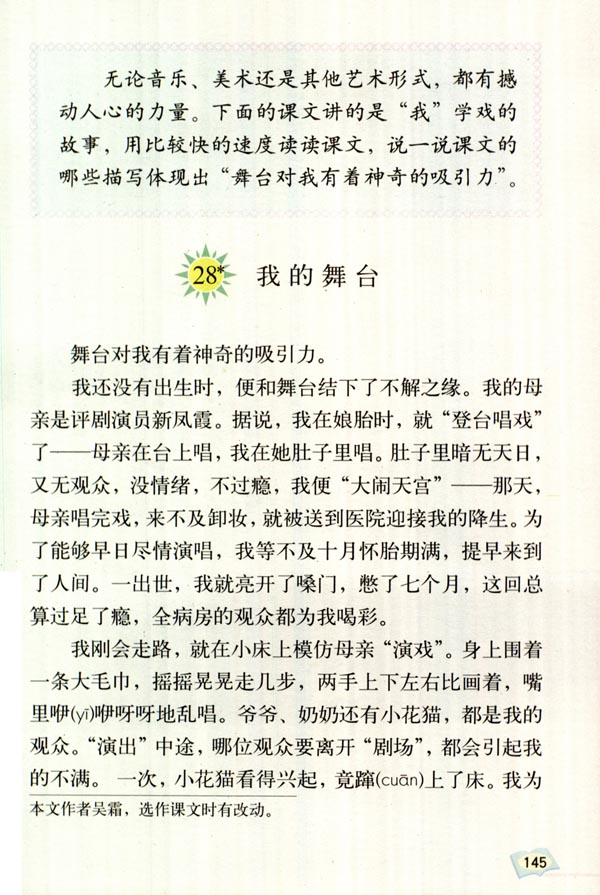 无论音乐、美术还是其他艺术形式，都有撼
动人心的力量。下面的课文讲的是“我”学戏的
故事，用比较快的速度读读课文，说一说课文的
哪些描写体现出“舞台对我有着神奇的吸引力”。
28* 我的舞台
舞台对我有着神奇的吸引力。
我还没有出生时，便和舞台结下了不解之缘。我的母
亲是评剧演员新凤霞。据说，我在娘胎时，就“登台唱戏”
了——母亲在台上唱，我在她肚子里唱。肚子里暗无天日，
又无观众，没情绪，不过瘾，我便“大闹天宫”——那天，
母亲唱完戏，来不及卸妆，就被送到医院迎接我的降生。为
了能够早日尽情演唱，我等不及十月怀胎期满，提早来到
了人间。一出世，我就亮开了嗓门，憋了七个月，这回总
算过足了瘾，全病房的观众都为我喝彩。
我刚会走路，就在小床上模仿母亲“演戏”。身上围着
一条大毛巾，摇摇晃晃走几步，两手上下左右比画着，嘴
里咿(yī)咿呀呀地乱唱。爷爷、奶奶还有小花猫，都是我的
观众。“演出”中途，哪位观众要离开“剧场”，都会引起我
的不满。 一次，小花猫看得兴起，竟蹿(cuān)上了床。我为
本文作者吴霜，选作课文时有改动。
145